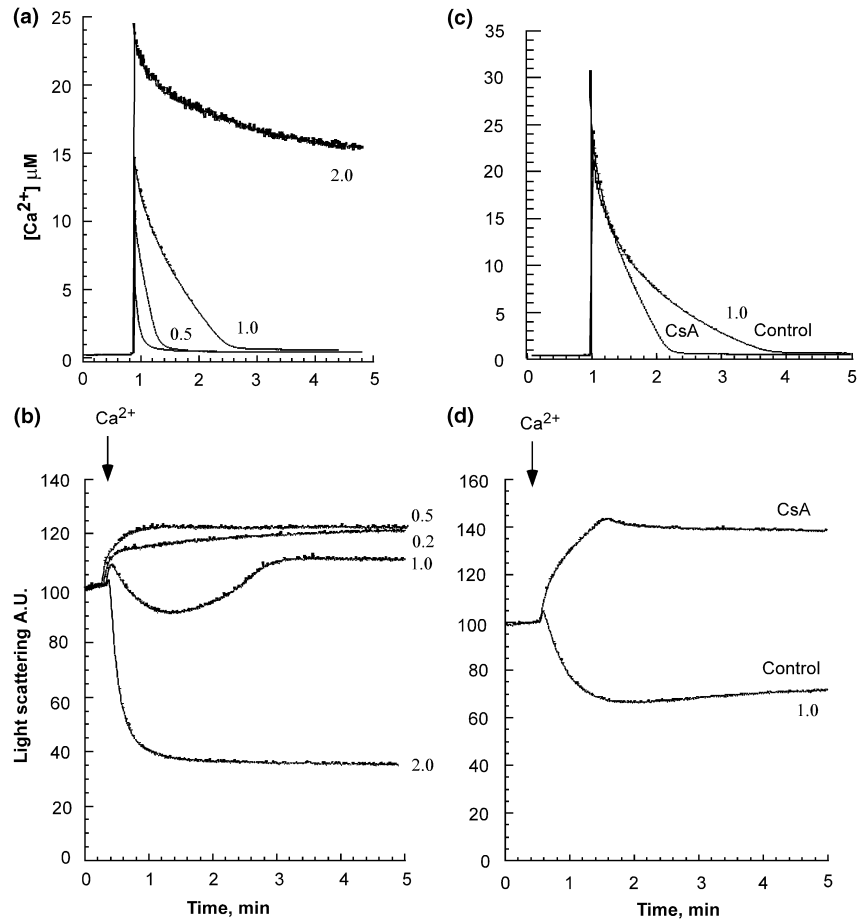 (a)
25
20
15
10
5
0
[Ca2+] μM
2.0
0.5
1.0
0 1 2 3 4 5
(c)
35
30
25
20
15
10
5
0
1.0
CsA
Control
0 1 2 3 4 5
(b)
Ca2+
140
120
100
80
60
40
20
0
Light scattering A.U.
0.5
0.2
1.0
2.0
0 1 2 3 4 5
Time, min
(d)
Ca2+
160
140
120
100
80
60
40
20
0
CsA
Control
1.0
0 1 2 3 4 5
Time, min